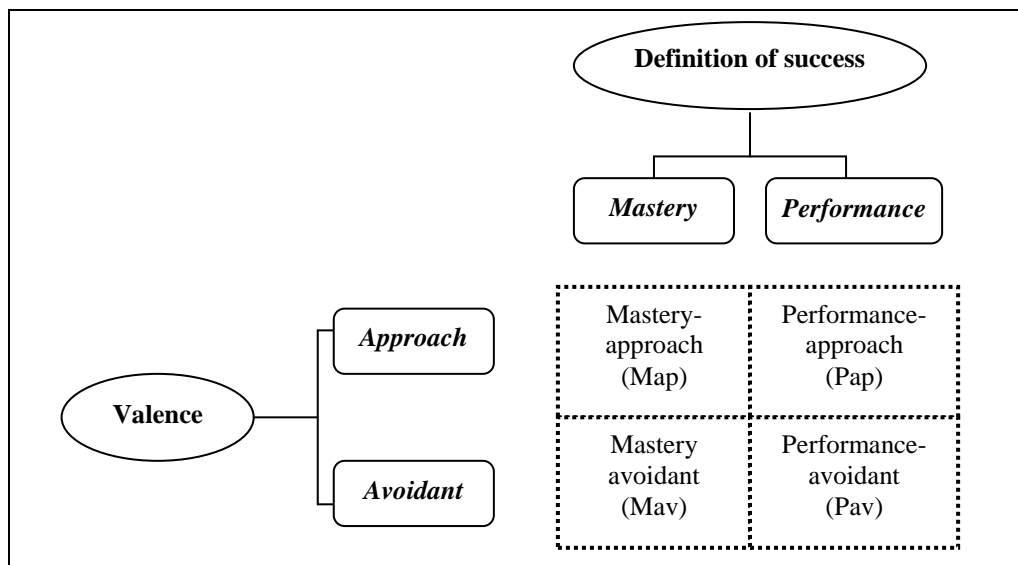 Definition of success
Mastery
Performance
Approach
Valence
Avoidant
Mastery-
approach
(Map)
Performance-
approach
(Pap)
Mastery
avoidant
(Mav)
Performance-
avoidant
(Pav)